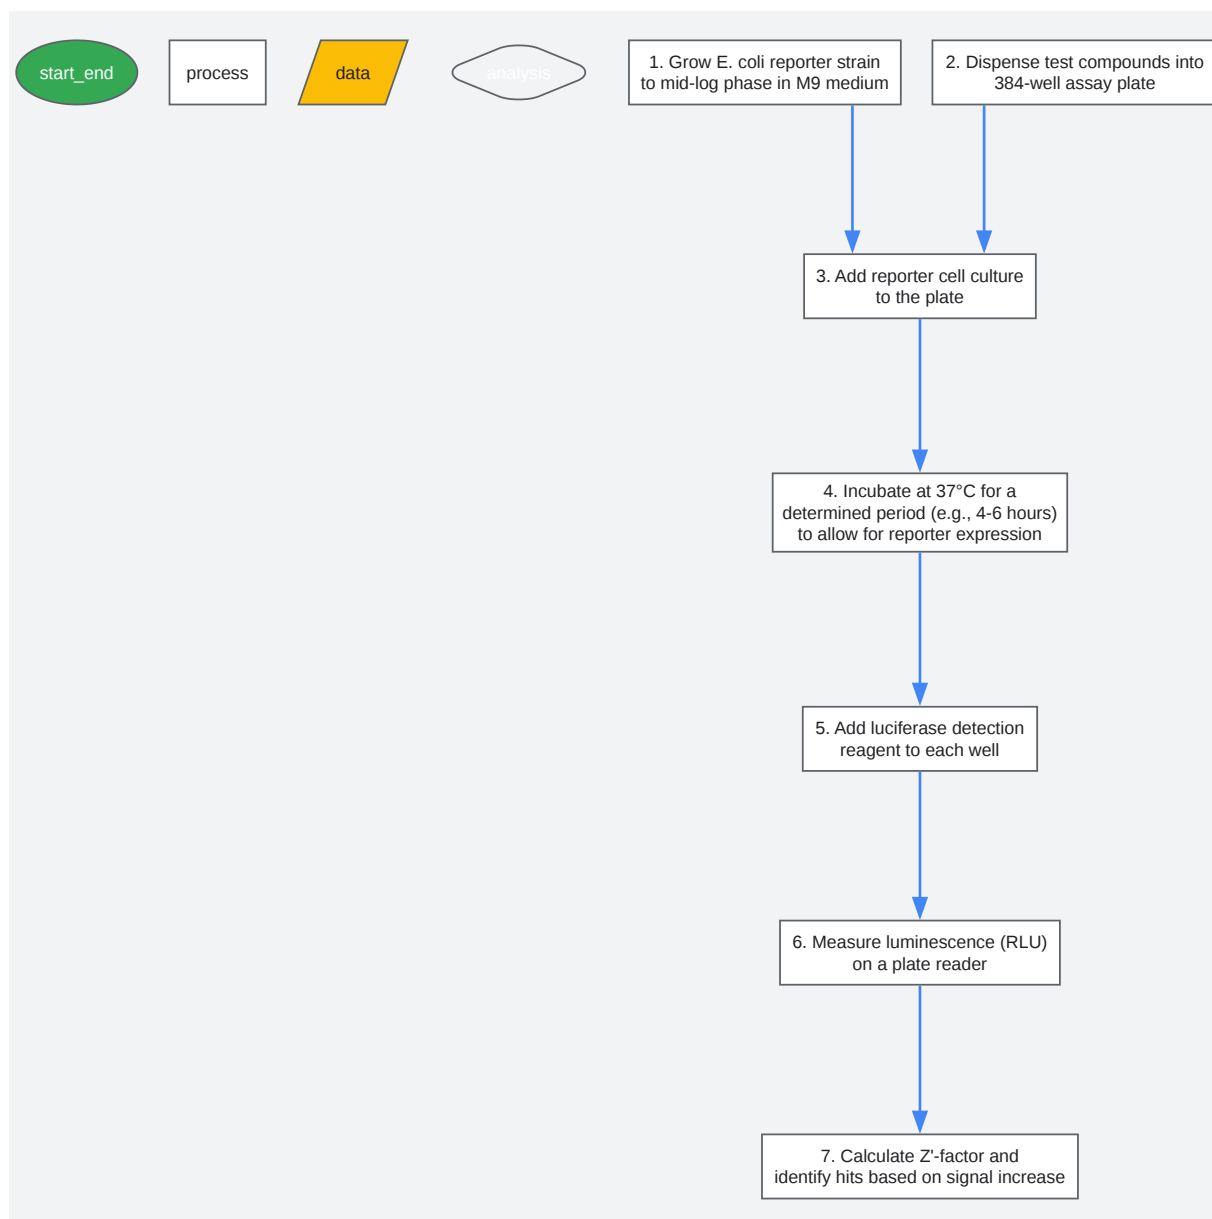 start_end
process
data
analysis
1. Grow E. coli reporter strain
to mid-log phase in M9 medium
2. Dispense test compounds into
384-well assay plate
3. Add reporter cell culture
to the plate
4. Incubate at 37°C for a
determined period (e.g., 4-6 hours)
to allow for reporter expression
5. Add luciferase detection
reagent to each well
6. Measure luminescence (RLU)
on a plate reader
7. Calculate Z'-factor and
identify hits based on signal increase